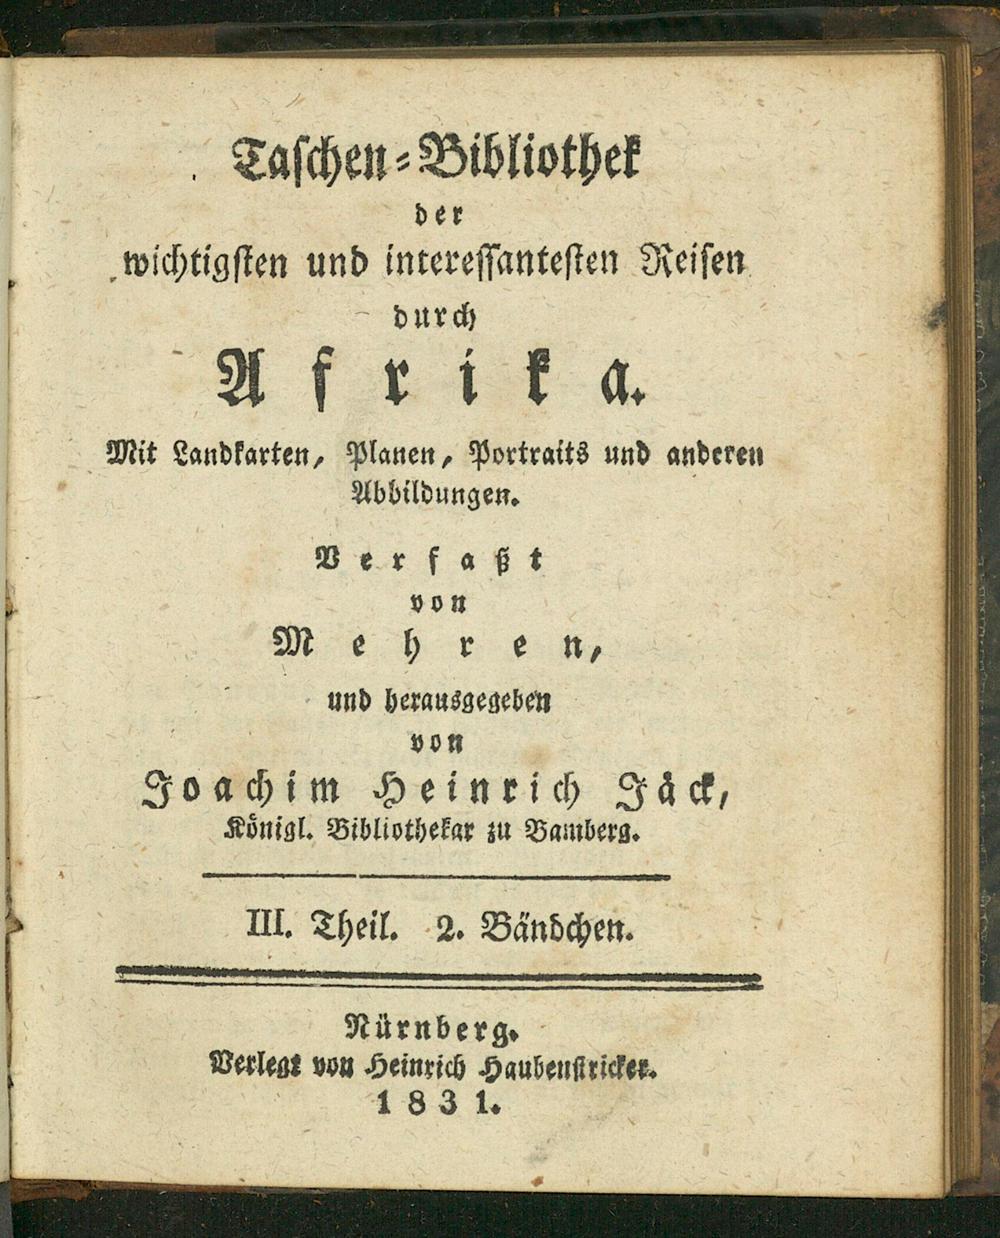 Taschen-Bibliothek
der
wichtigsten und interessantesten Reisen
durch
Afrika.
Mit Landkarten, Planen, Portraits und anderen
Abbildungen.
Verfaßt
von
Mehren,
und herausgegeben
von
Joachim Heinrich Jäck,
Königl. Bibliothekar zu Bamberg.
III. Theil. 2. Bändchen.
Nürnberg.
Verlegt von Heinrich Haubenstricker.
1831.